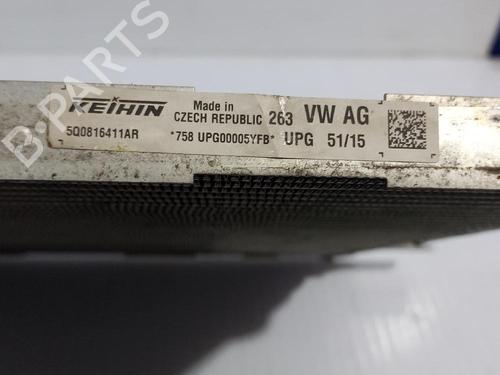 B-PARTS
KEIHIN
Made in
CZECH REPUBLIC 263 VW AG
5Q0816411AR *758 UPG00005YFB* UPG 51/15